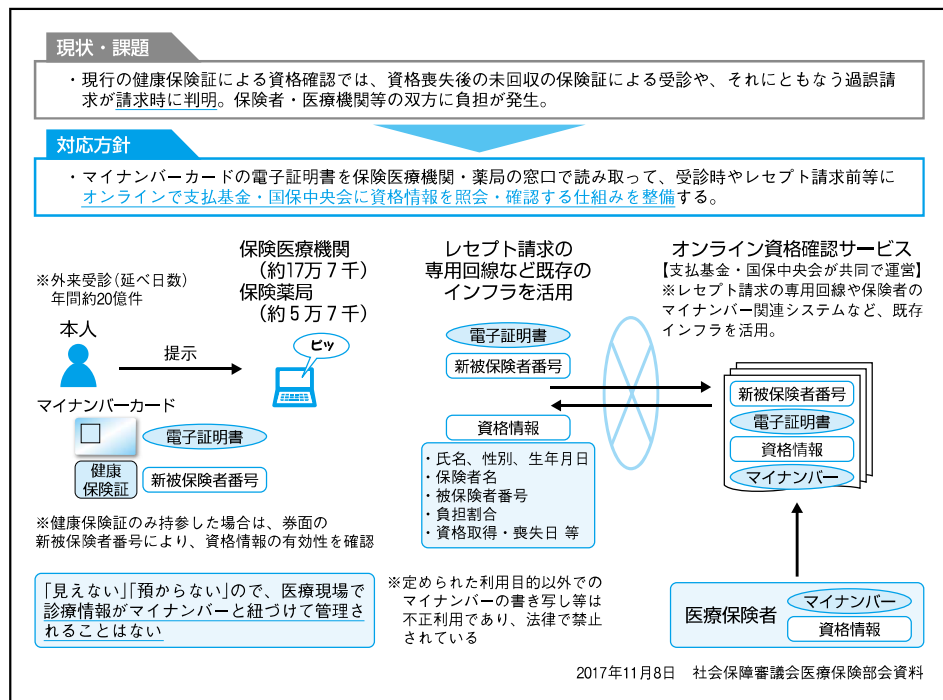 現状・課題
・現行の健康保険証による資格確認では、資格喪失後の未回収の保険証による受診や、それにともなう過誤請
求が請求時に判明。保険者・医療機関等の双方に負担が発生。
対応方針
・マイナンバーカードの電子証明書を保険医療機関・薬局の窓口で読み取って、受診時やレセプト請求前等に
オンラインで支払基金・国保中央会に資格情報を照会・確認する仕組みを整備する。
※外来受診(延べ日数)
年間約20億件
本人
提示
保険医療機関
(約17万7千)
保険薬局
(約5万7千)
ピッ
マイナンバーカード
電子証明書
健康
保険証
新被保険者番号
※健康保険証のみ持参した場合は、券面の
新被保険者番号により、資格情報の有効性を確認
「見えない」「預からない」ので、医療現場で
診療情報がマイナンバーと紐づけて管理さ
れることはない
レセプト請求の
専用回線など既存の
インフラを活用
電子証明書
新被保険者番号
資格情報
・氏名、性別、生年月日
・保険者名
・被保険者番号
・負担割合
・資格取得・喪失日 等
※定められた利用目的以外での
マイナンバーの書き写し等は
不正利用であり、法律で禁止
されている
オンライン資格確認サービス
【支払基金・国保中央会が共同で運営】
※レセプト請求の専用回線や保険者の
マイナンバー関連システムなど、既存
インフラを活用。
新被保険者番号
電子証明書
資格情報
マイナンバー
医療保険者
マイナンバー
資格情報
2017年11月8日 社会保障審議会医療保険部会資料